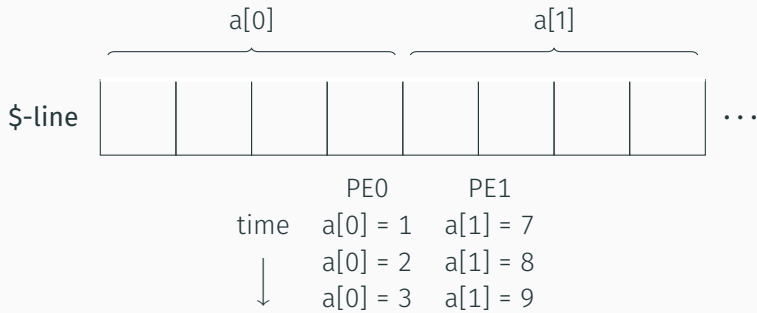 a[0] a[1]
$-line ...
PE0 PE1
time a[0] = 1 a[1] = 7
a[0] = 2 a[1] = 8
a[0] = 3 a[1] = 9